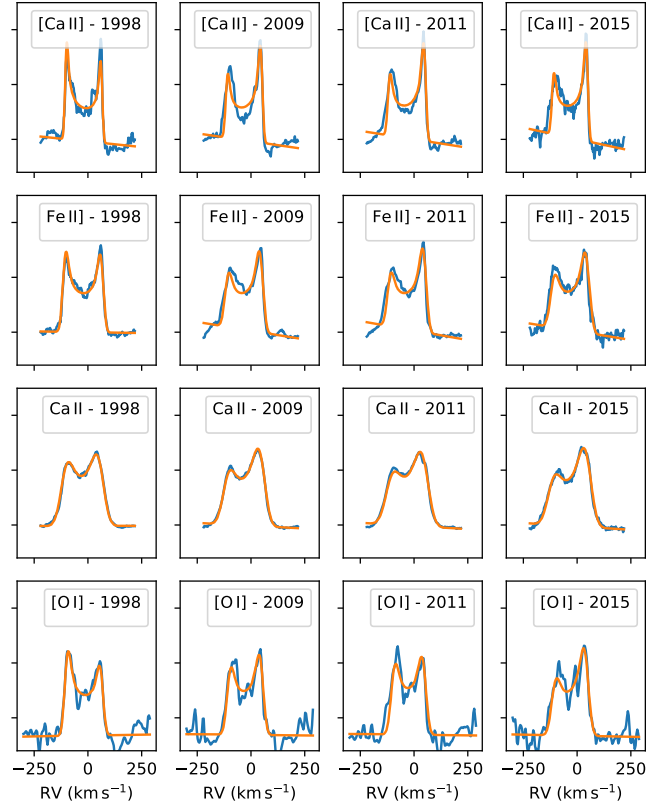 [Ca II] - 1998
[Ca II] - 2009
[Ca II] - 2011
[Ca II] - 2015
Fe II] - 1998
Fe II] - 2009
Fe II] - 2011
Fe II] - 2015
Ca II - 1998
Ca II - 2009
Ca II - 2011
Ca II - 2015
[O I] - 1998
[O I] - 2009
[O I] - 2011
[O I] - 2015
−250 0 250 −250 0 250 −250 0 250 −250 0 250
RV (km s⁻¹) RV (km s⁻¹) RV (km s⁻¹) RV (km s⁻¹)